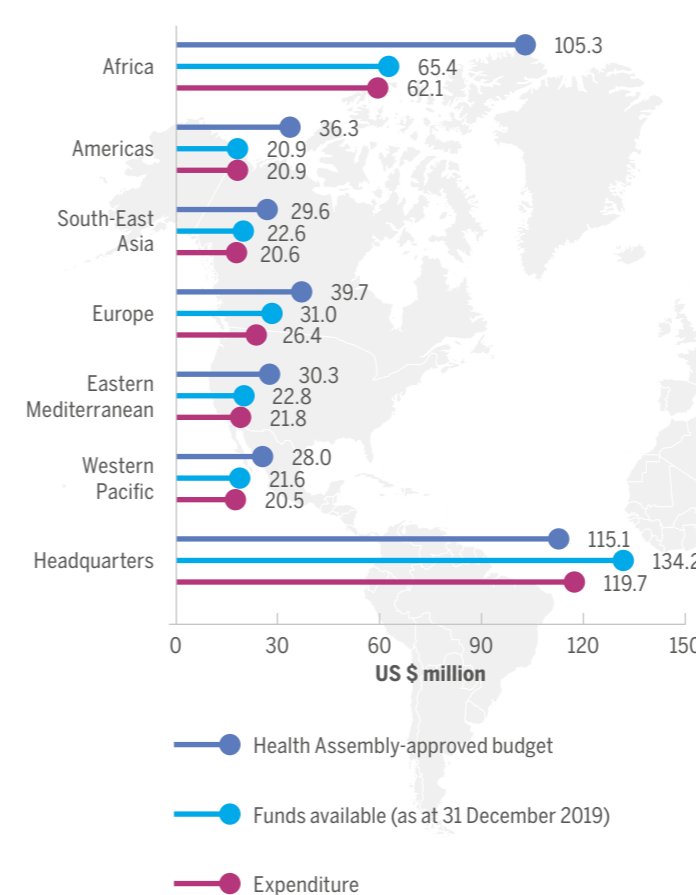 105.3
Africa
65.4
62.1
36.3
Americas
20.9
20.9
29.6
South-East
Asia
22.6
20.6
39.7
Europe
31.0
26.4
30.3
Eastern
Mediterranean
22.8
21.8
28.0
Western
Pacific
21.6
20.5
115.1
Headquarters
134.2
119.7
0 30 60 90 120 150
US $ million
Health Assembly-approved budget
Funds available (as at 31 December 2019)
Expenditure